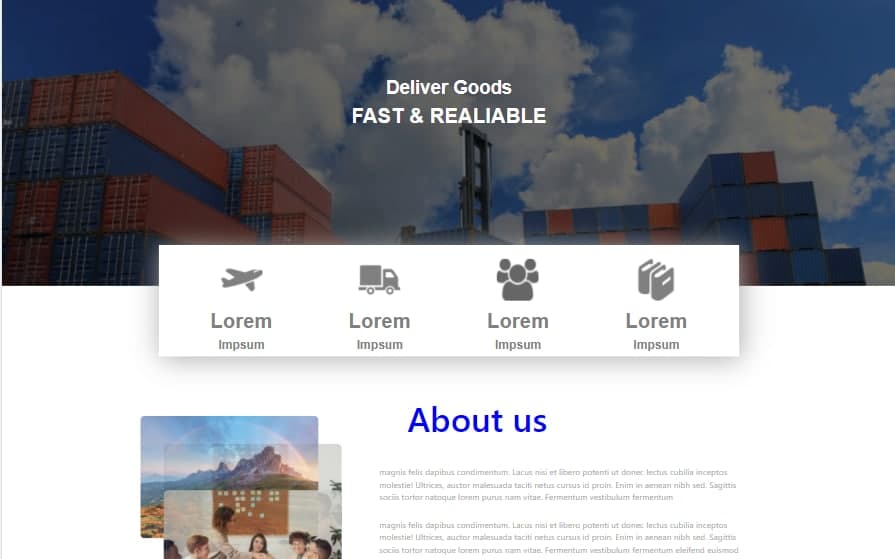 Deliver Goods
FAST & REALIABLE
Lorem Lorem Lorem Lorem
Impsum Impsum Impsum Impsum
About us
magnis felis dapibus condimentum. Lacus nisi et libero potenti ut donec lectus cubilia inceptos
molestie! Ultrices, auctor malesuada taciti netus cursus id proin. Enim in aenean nibh sed. Sagittis
sociis tortor natoque lorem purus nam vitae. Fermentum vestibulum fermentum
magnis felis dapibus condimentum. Lacus nisi et libero potenti ut donec lectus cubilia inceptos
molestie! Ultrices, auctor malesuada taciti netus cursus id proin. Enim in aenean nibh sed. Sagittis
sociis tortor natoque lorem purus nam vitae. Fermentum vestibulum fermentum eleifend euismod